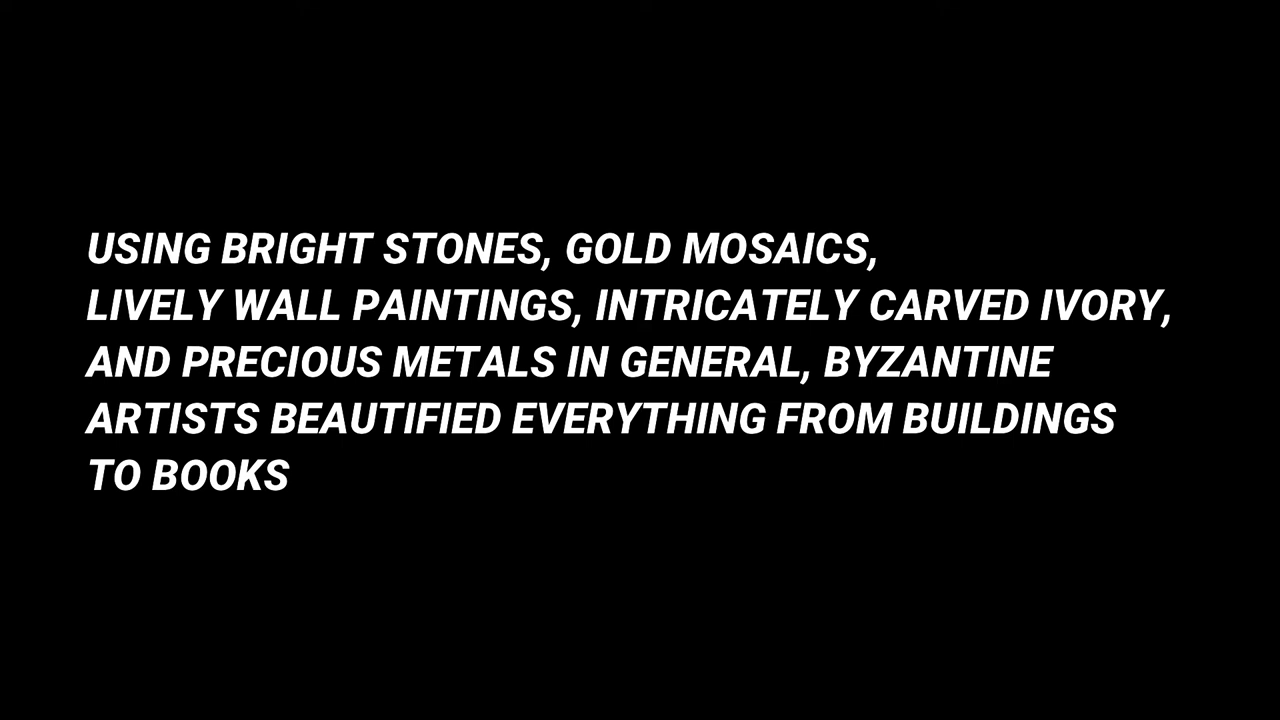 USING BRIGHT STONES, GOLD MOSAICS,
LIVELY WALL PAINTINGS, INTRICATELY CARVED IVORY,
AND PRECIOUS METALS IN GENERAL, BYZANTINE
ARTISTS BEAUTIFIED EVERYTHING FROM BUILDINGS
TO BOOKS